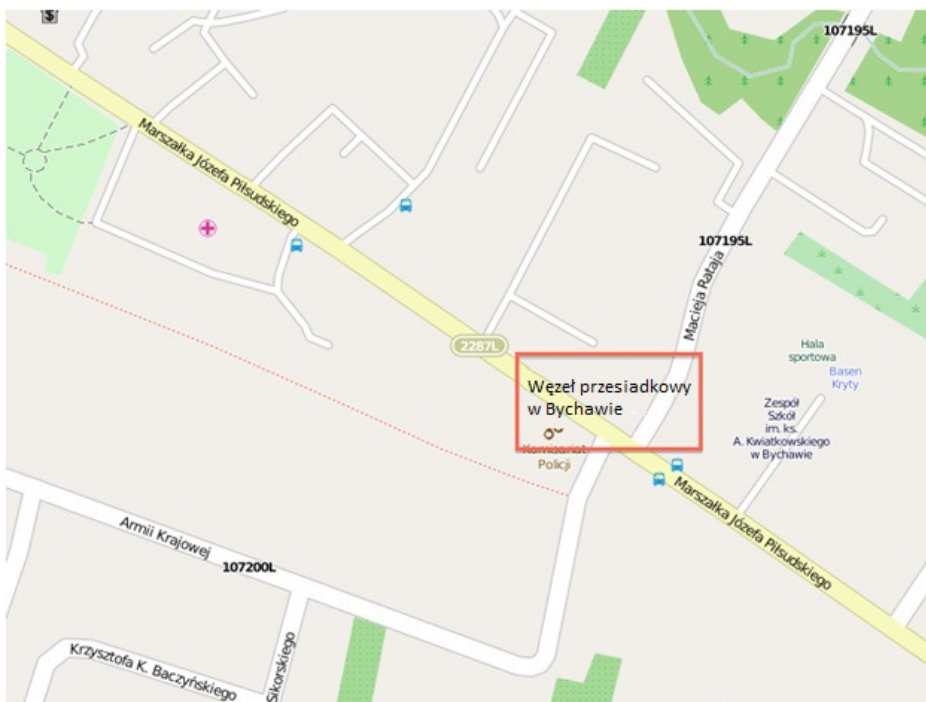 $
107195L
Marszałka Józefa Piłsudskiego
107195L
Macieja Rataja
2287L
Hala
sportowa
Basen
Kryty
Węzeł przesiadkowy
w Bychawie
Komisariat
Policji
Zespół
Szkół
im. ks.
A. Kwiatkowskiego
w Bychawie
Marszałka Józefa Piłsudskiego
Armii Krajowej
107200L
Krzysztofa K. Baczyńskiego
Sikorskiego